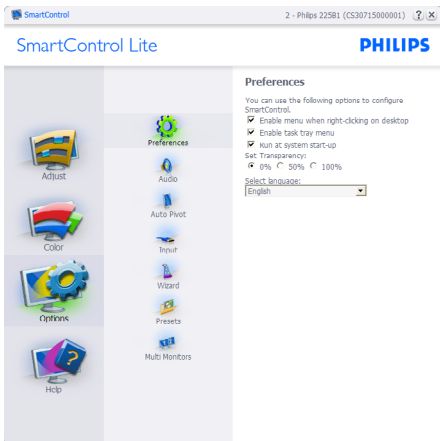 SmartControl
2 - Philips 225B1 (CS30715000001)
SmartControl Lite
PHILIPS
Adjust
Color
Options
Help
Preferences
Audio
Auto Pivot
Input
Wizard
Presets
Multi Monitors
Preferences
You can use the following options to configure
SmartControl.
Enable menu when right-clicking on desktop
Enable task tray menu
Run at system start-up
Set Transparency:
0% 50% 100%
Select language:
English